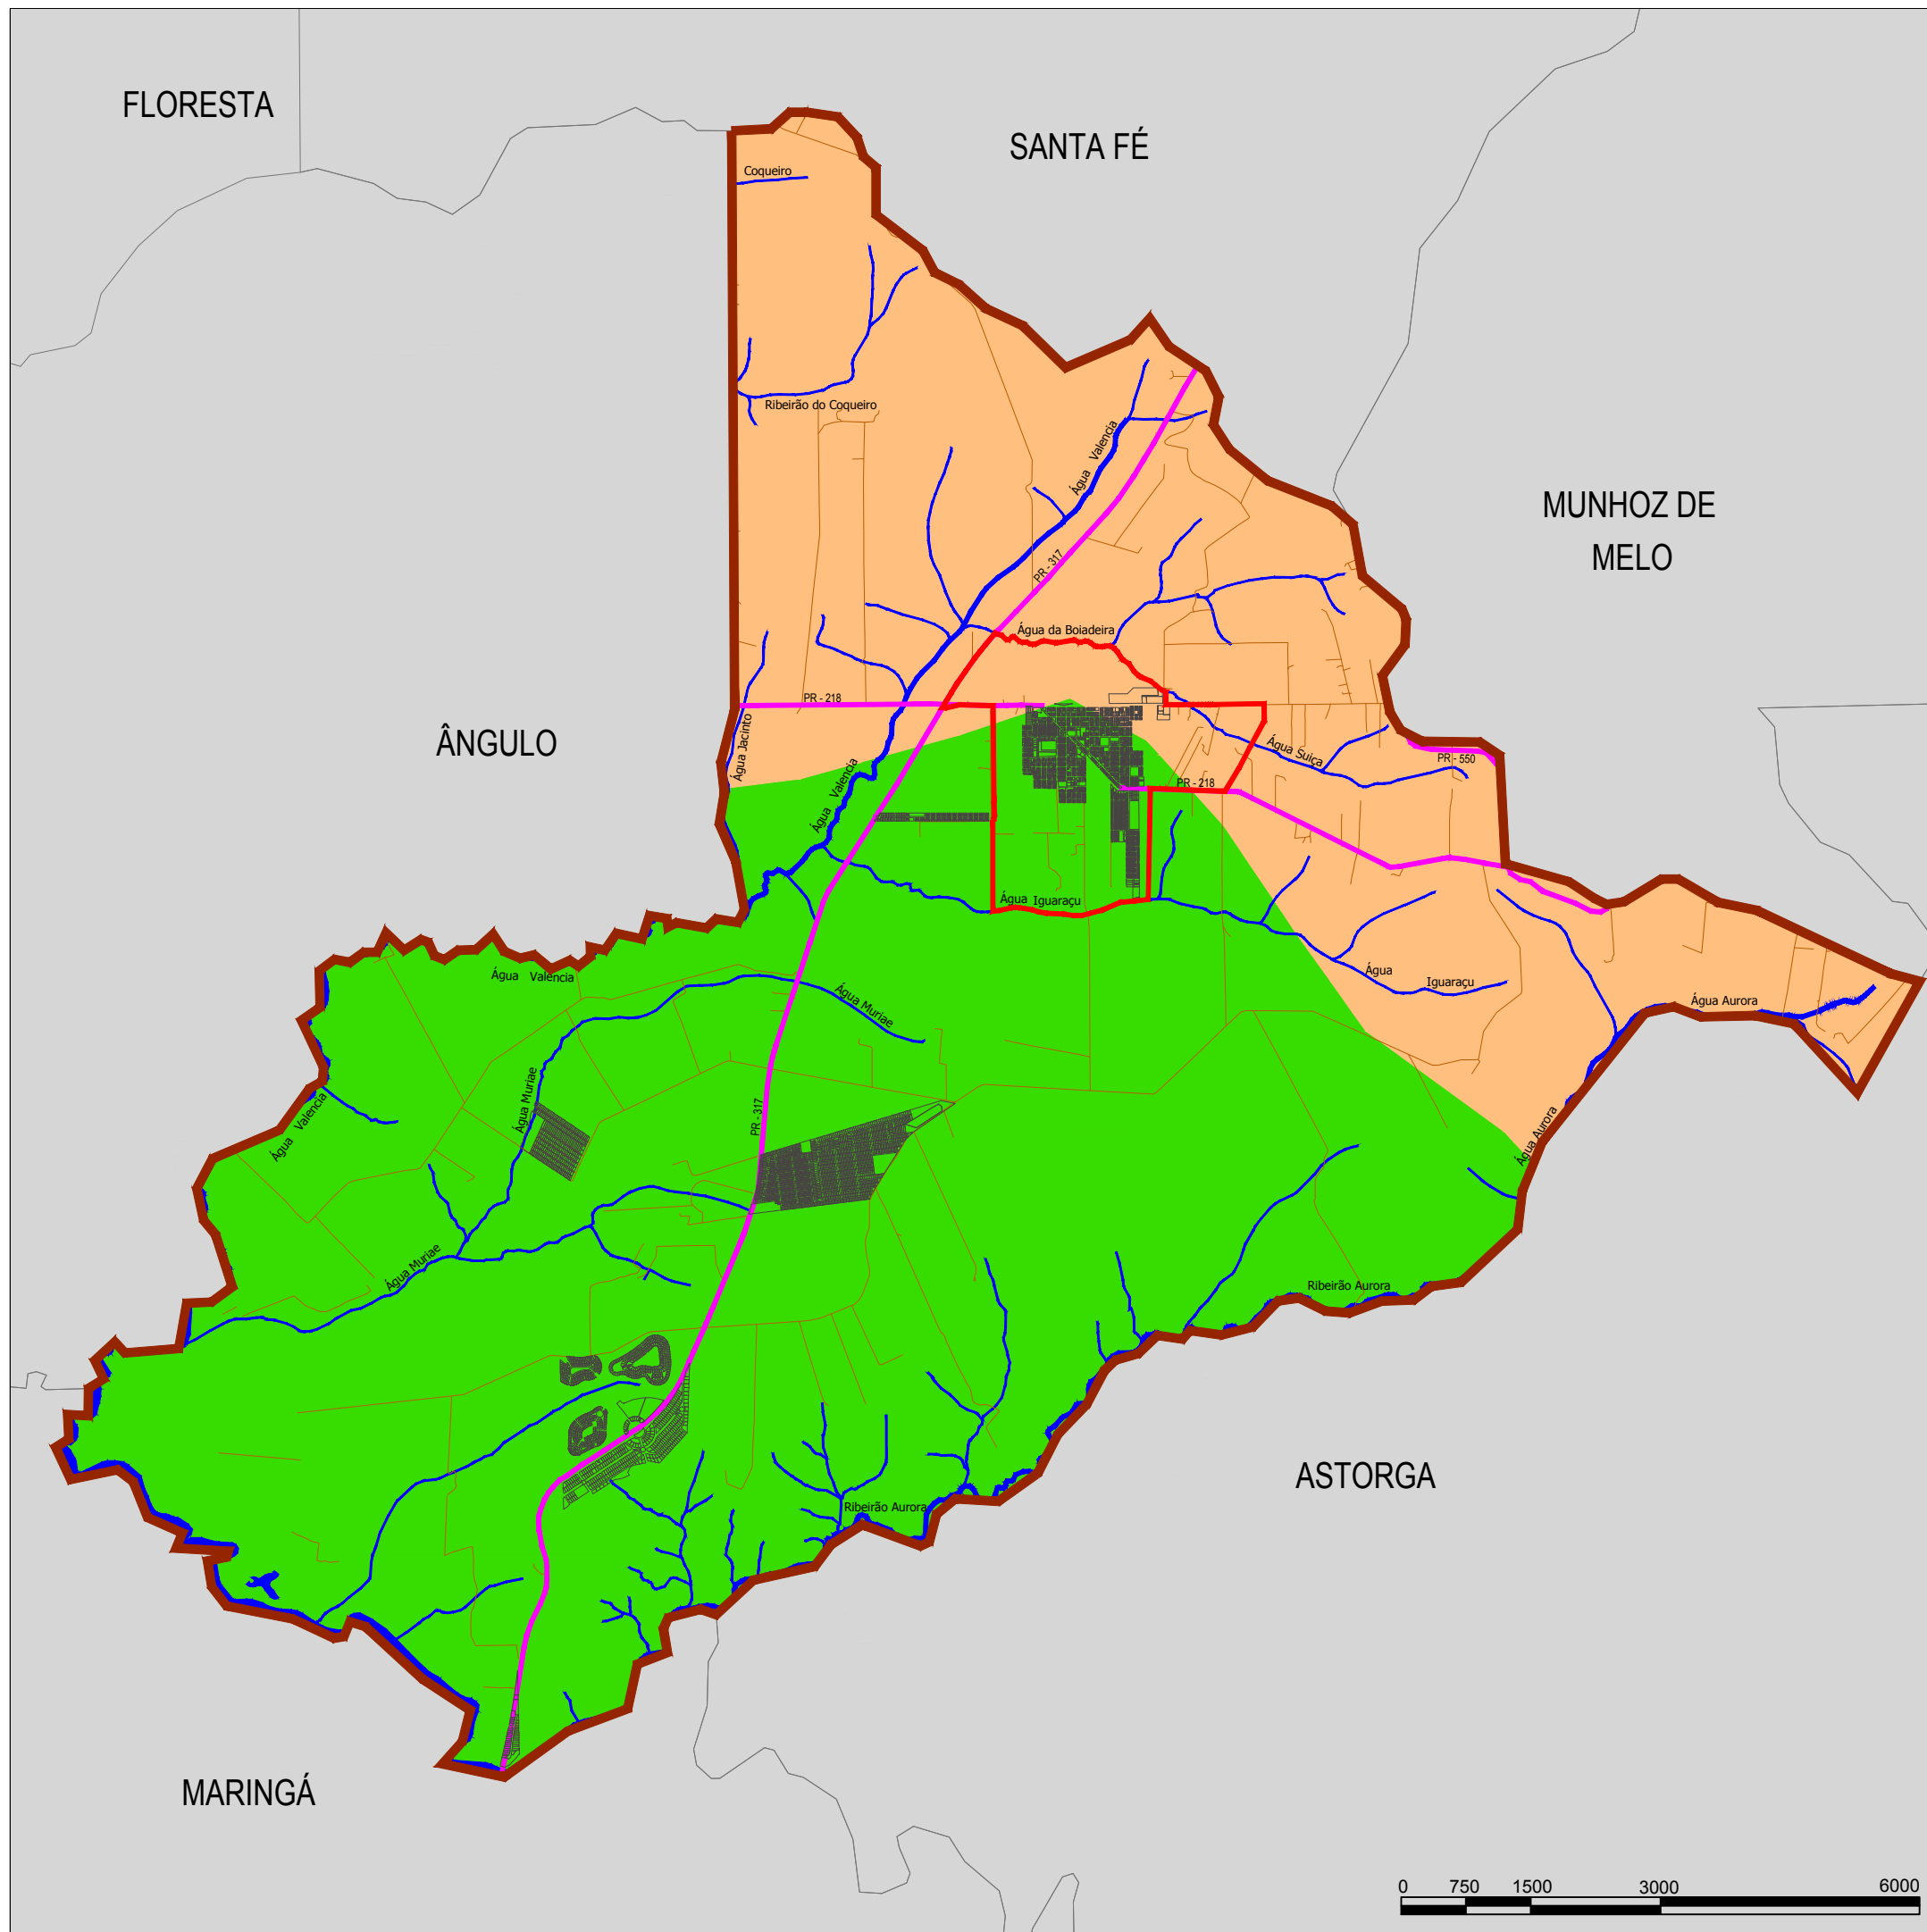 FLORESTA
SANTA FÉ
Coqueiro
Ribeirão do Coqueiro
Água Valencia
MUNHOZ DE
MELO
PR - 317
Água da Boiadeira
PR - 218
ÂNGULO
Água Jacinto
Água Suiça
PR - 550
Água Valencia
PR - 218
Água Iguaraçu
Água Valencia
Água Iguaraçu
Água Muriae
Água Aurora
Água Muriae
PR - 317
Água Valencia
Água Aurora
Água Muriae
Ribeirão Aurora
ASTORGA
Ribeirão Aurora
MARINGÁ
0 750 1500 3000 6000